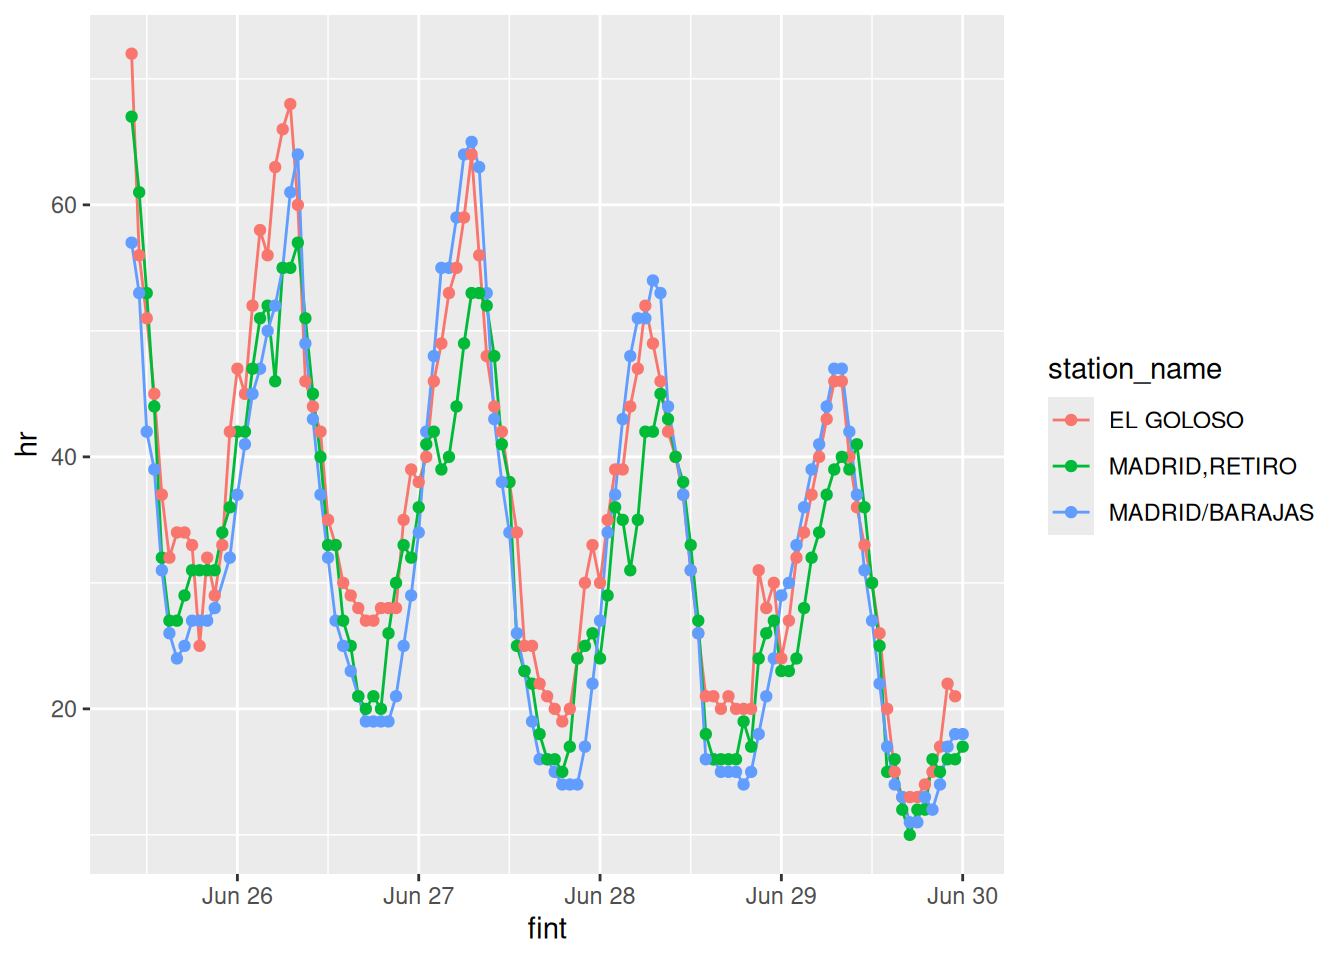 60
40
20
hr
Jun 26
Jun 27
Jun 28
Jun 29
Jun 30
fint
station_name
EL GOLOSO
MADRID,RETIRO
MADRID/BARAJAS